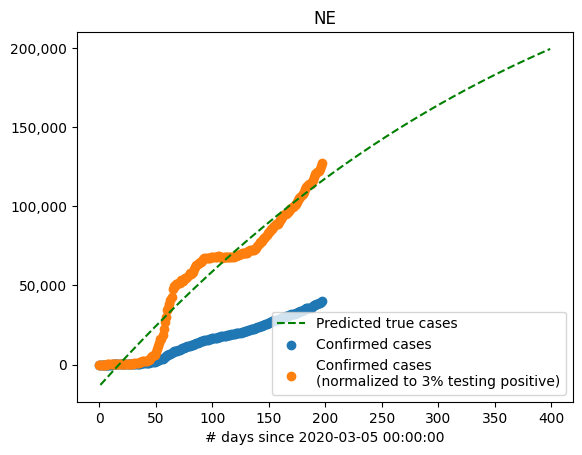 NE
200,000
150,000
100,000
50,000
0
Predicted true cases
Confirmed cases
Confirmed cases
(normalized to 3% testing positive)
0 50 100 150 200 250 300 350 400
# days since 2020-03-05 00:00:00